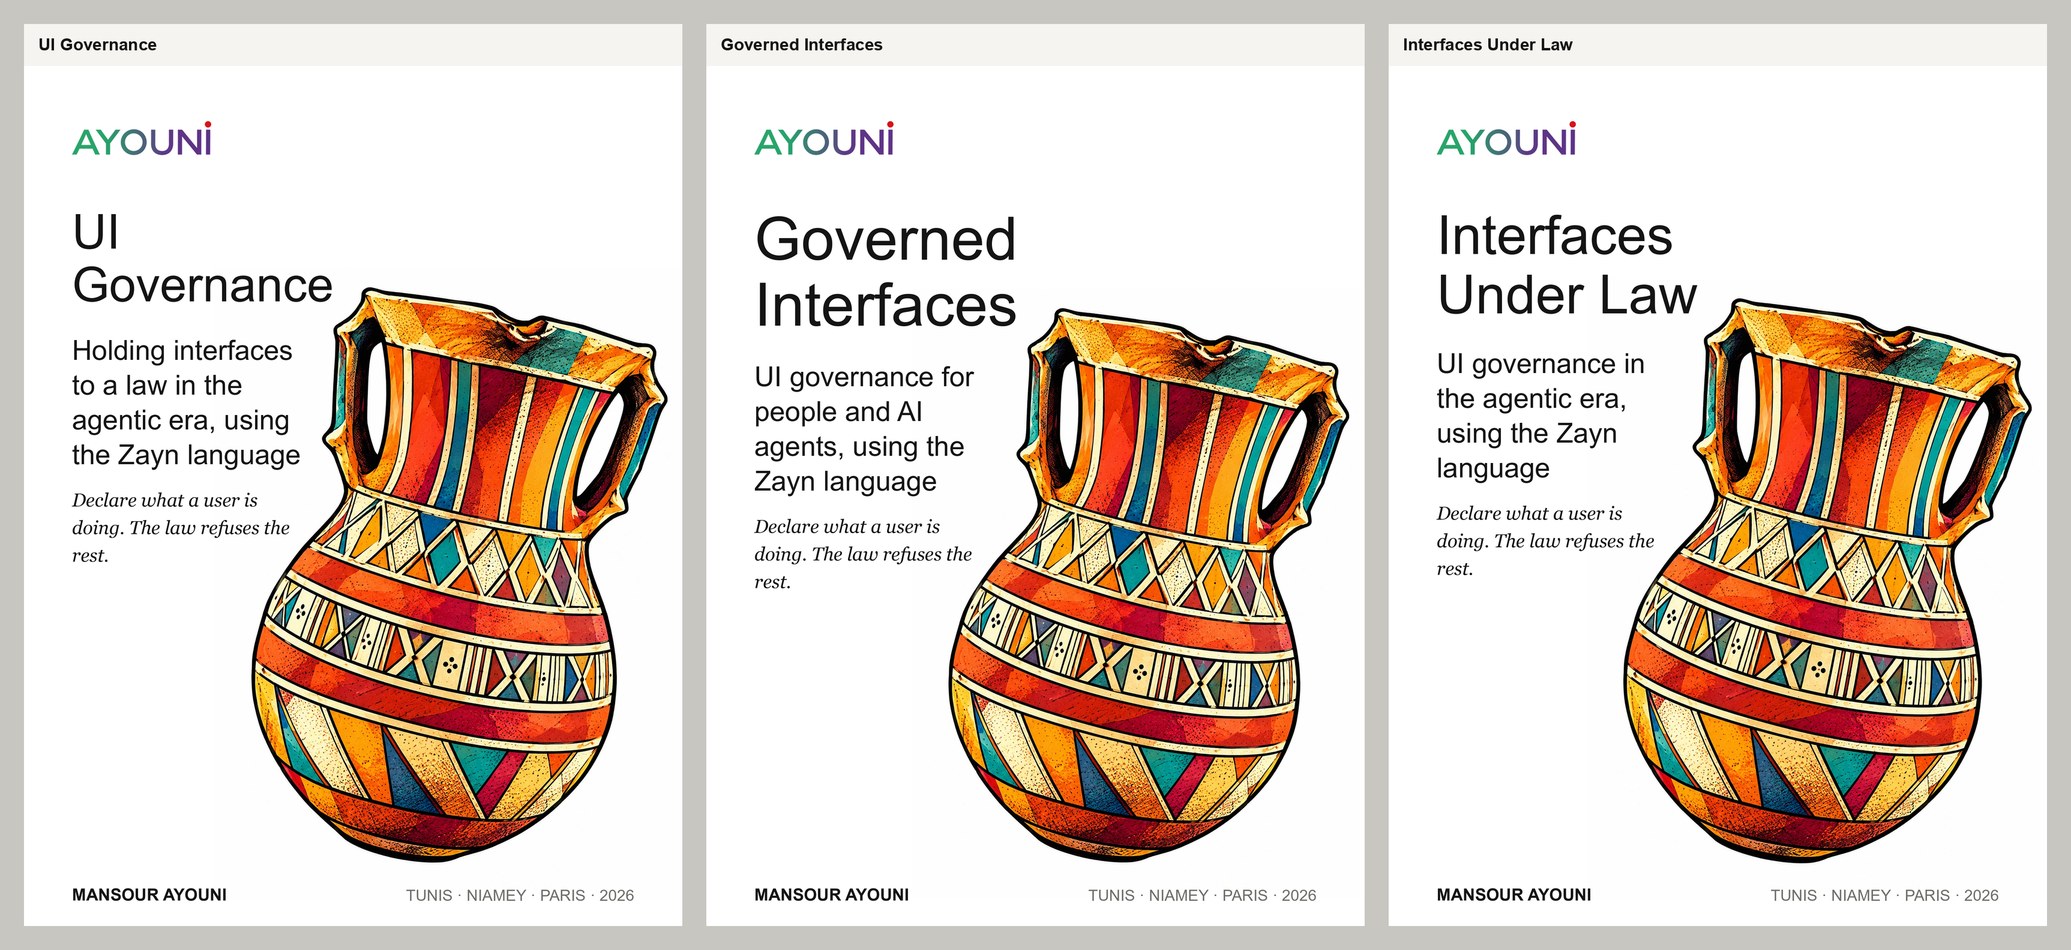 UI Governance
AYOUNi
UI
Governance
Holding interfaces
to a law in the
agentic era, using
the Zayn language
Declare what a user is
doing. The law refuses the
rest.
MANSOUR AYOUNI
TUNIS · NIAMEY · PARIS · 2026
Governed Interfaces
AYOUNi
Governed
Interfaces
UI governance for
people and AI
agents, using the
Zayn language
Declare what a user is
doing. The law refuses the
rest.
MANSOUR AYOUNI
TUNIS · NIAMEY · PARIS · 2026
Interfaces Under Law
AYOUNi
Interfaces
Under Law
UI governance in
the agentic era,
using the Zayn
language
Declare what a user is
doing. The law refuses the
rest.
MANSOUR AYOUNI
TUNIS · NIAMEY · PARIS · 2026